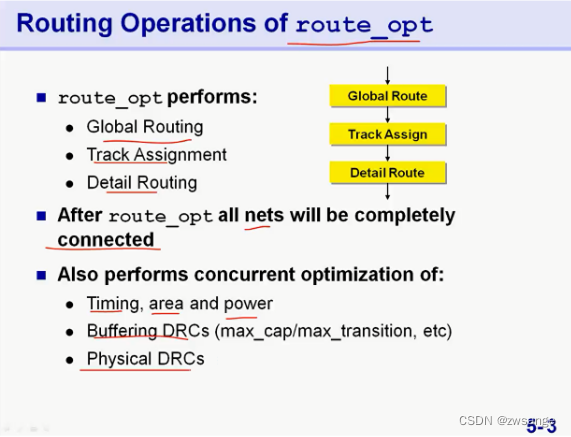 Routing Operations of route_opt
■ route_opt performs:
● Global Routing
● Track Assignment
● Detail Routing
Global Route
Track Assign
Detail Route
■ After route_opt all nets will be completely
connected
■ Also performs concurrent optimization of:
● Timing, area and power
● Buffering DRCs (max_cap/max_transition, etc)
● Physical DRCs
CSDN @zwsange
5-3